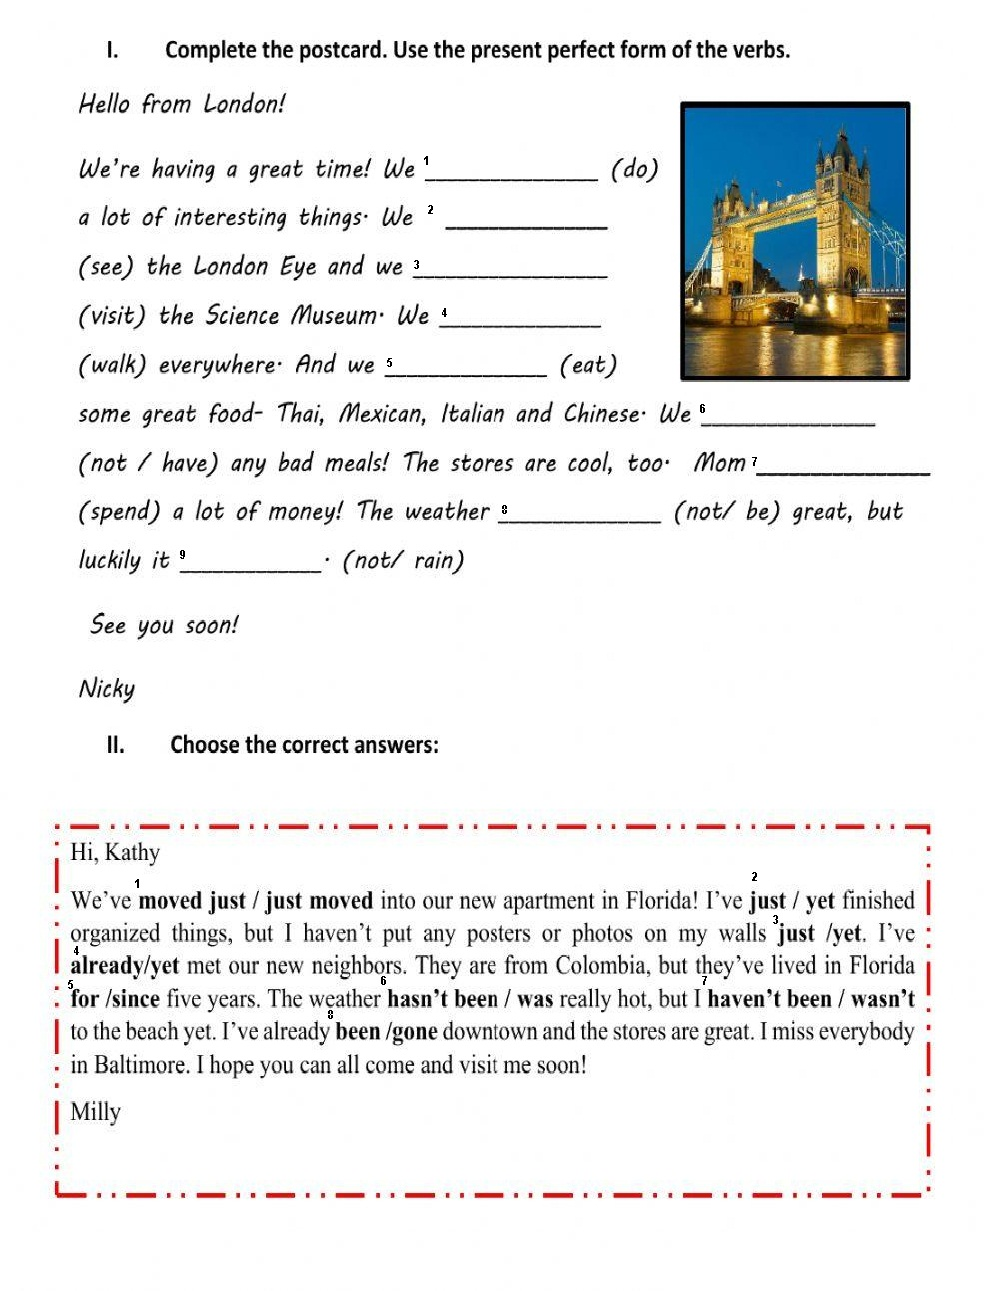 I. Complete the postcard. Use the present perfect form of the verbs.
Hello from London!
We're having a great time! We 1______________ (do)
a lot of interesting things. We 2 ______________
(see) the London Eye and we 3______________
(visit) the Science Museum. We 4______________
(walk) everywhere. And we 5______________ (eat)
some great food- Thai, Mexican, Italian and Chinese. We 6______________
(not / have) any bad meals! The stores are cool, too. Mom 7______________
(spend) a lot of money! The weather 8______________ (not/ be) great, but
luckily it 9____________. (not/ rain)
See you soon!
Nicky
II. Choose the correct answers:
Hi, Kathy
We've 1 moved just / just moved into our new apartment in Florida! I've 2 just / yet finished
organized things, but I haven't put any posters or photos on my walls 3 just /yet. I've
4 already/yet met our new neighbors. They are from Colombia, but they've lived in Florida
5 for /since five years. The weather 6 hasn't been / was really hot, but I 7 haven't been / wasn't
to the beach yet. I've already 8 been /gone downtown and the stores are great. I miss everybody
in Baltimore. I hope you can all come and visit me soon!
Milly